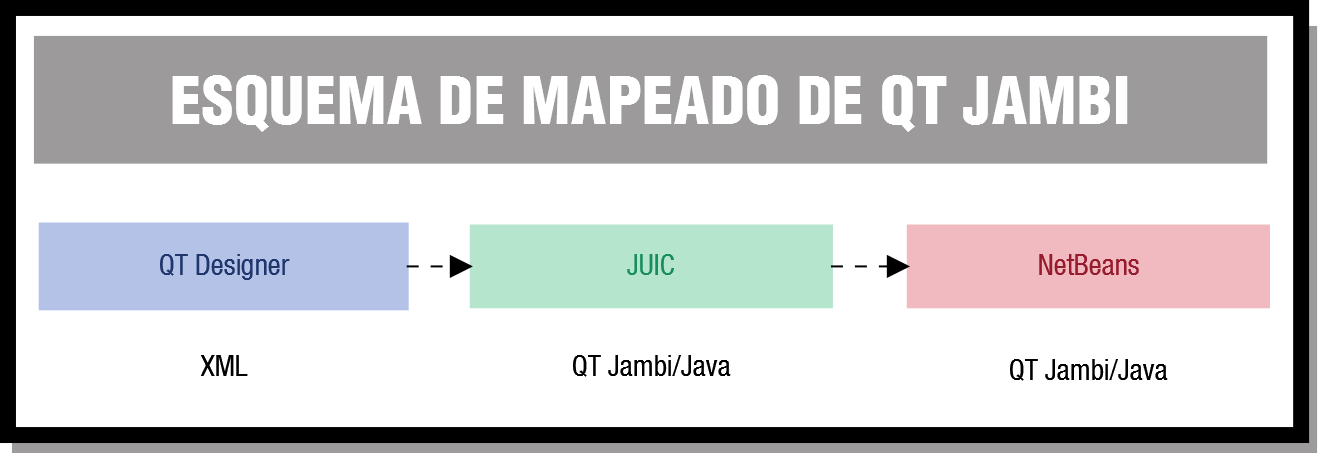 ESQUEMA DE MAPEADO DE QT JAMBI
QT Designer
JUIC
NetBeans
XML
QT Jambi/Java
QT Jambi/Java